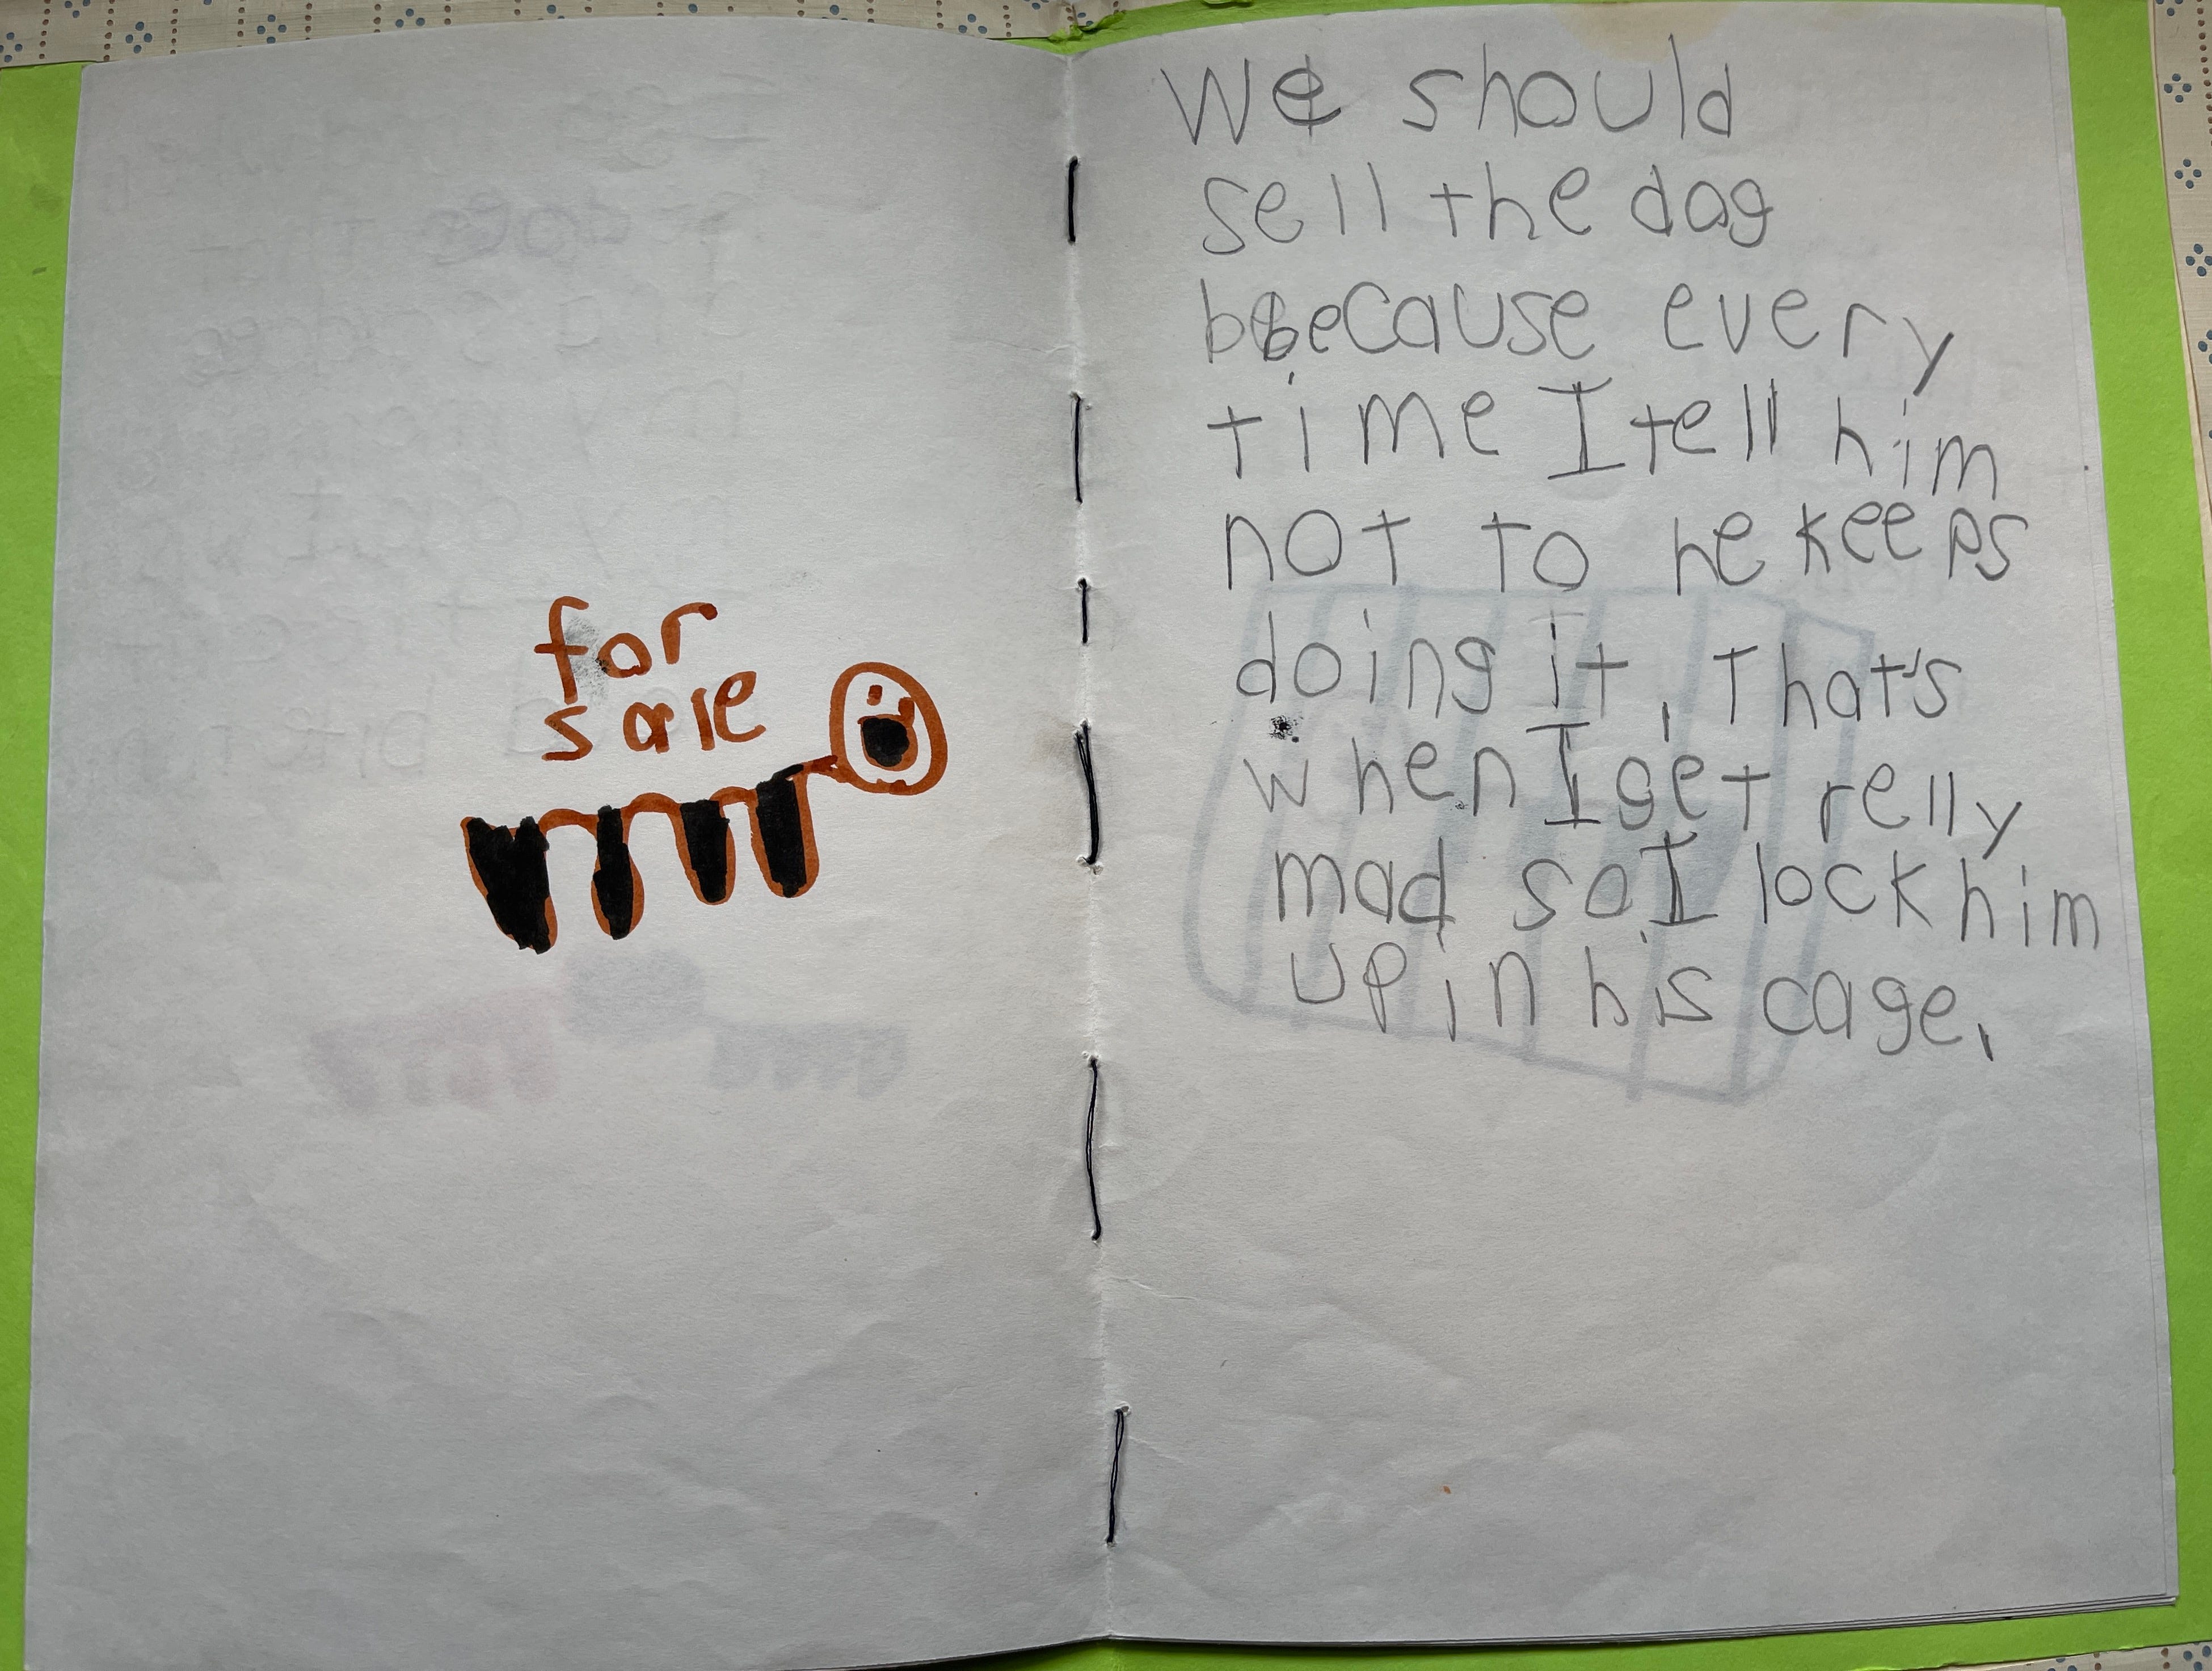 for
sale
We should
sell the dog
because every
time I tell him
not to he keeps
doing it, That's
when I get relly
mad so I lock him
up in his cage,